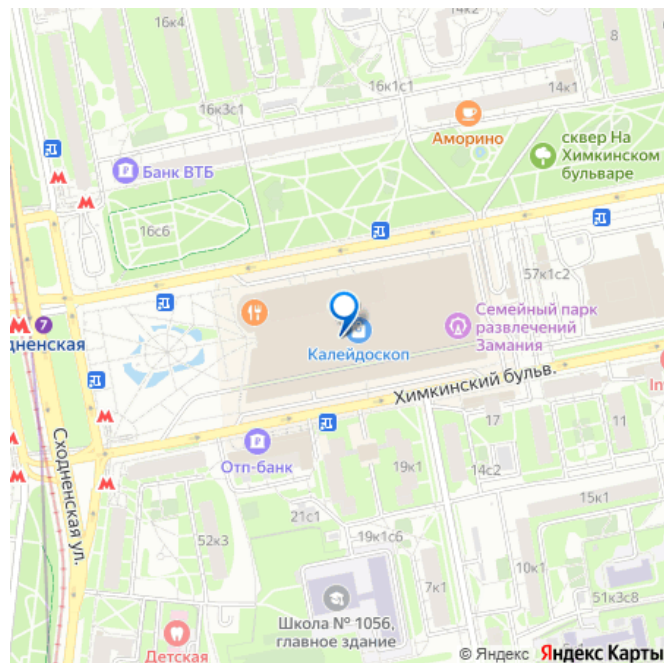 14к2
16к4
8
16к1с1
14к1
16к3с1
Аморино
сквер На
Химкинском
бульваре
Банк ВТБ
16с6
57к1с2
7
дненская
Семейный парк
развлечений
Замания
Калейдоскоп
Химкинский бульв.
Int
17
11
Отп-банк
19к1
14с2
Сходненская ул.
15к1
21с1
52к3
19к1с6
7к1
10к1
51к3с8
Школа № 1056,
главное здание
Детская
© Яндекс Яндекс Карты